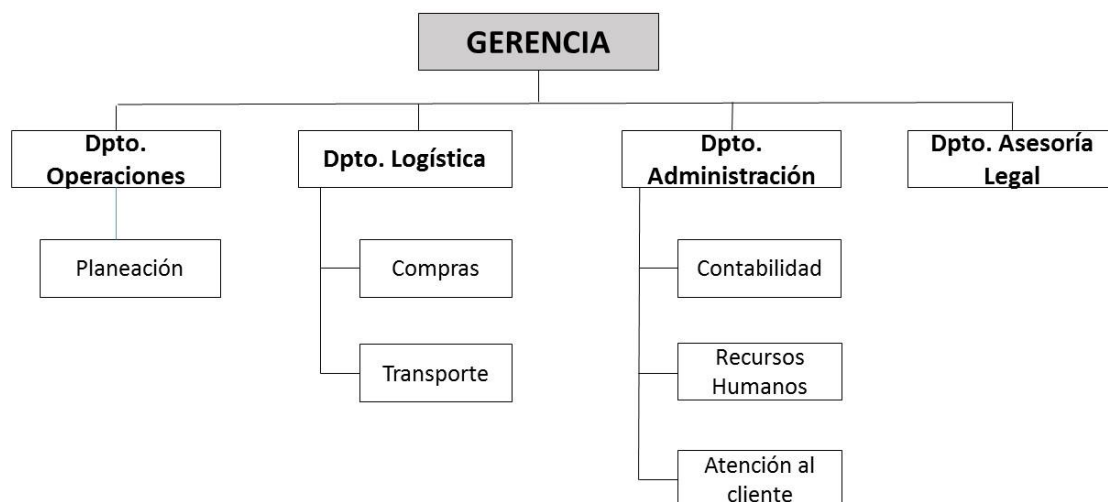 GERENCIA
Dpto.
Operaciones
Dpto. Logística
Dpto.
Administración
Dpto. Asesoría
Legal
Planeación
Compras
Contabilidad
Transporte
Recursos
Humanos
Atención al
cliente